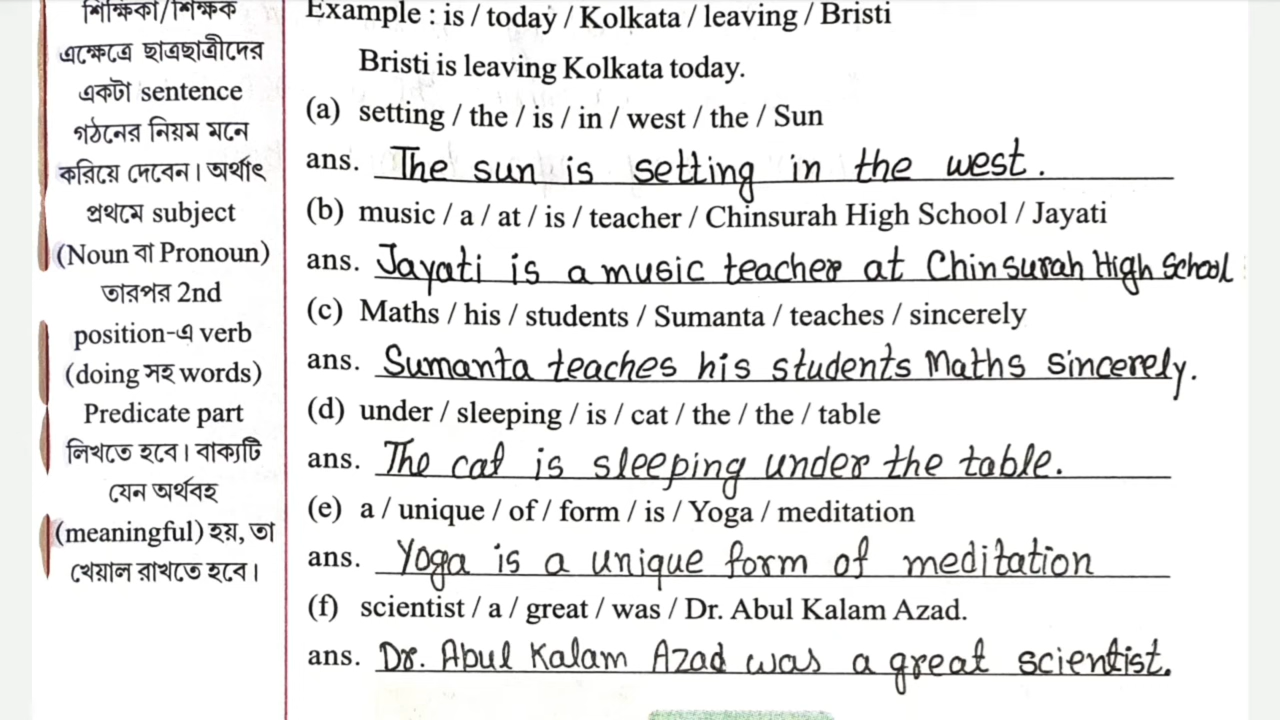 শিক্ষিকা/শিক্ষক
এক্ষেত্রে ছাত্রছাত্রীদের
একটা sentence
গঠনের নিয়ম মনে
করিয়ে দেবেন। অর্থাৎ
প্রথমে subject
(Noun বা Pronoun)
তারপর 2nd
position-এ verb
(doing সহ words)
Predicate part
লিখতে হবে। বাক্যটি
যেন অর্থবহ
(meaningful) হয়, তা
খেয়াল রাখতে হবে।
Example : is / today / Kolkata / leaving / Bristi
Bristi is leaving Kolkata today.
(a) setting / the / is / in / west / the / Sun
ans. The sun is setting in the west.
(b) music / a / at / is / teacher / Chinsurah High School / Jayati
ans. Jayati is a music teacher at Chinsurah High School
(c) Maths / his / students / Sumanta / teaches / sincerely
ans. Sumanta teaches his students Maths sincerely.
(d) under / sleeping / is / cat / the / the / table
ans. The cat is sleeping under the table.
(e) a / unique / of / form / is / Yoga / meditation
ans. Yoga is a unique form of meditation
(f) scientist / a / great / was / Dr. Abul Kalam Azad.
ans. Dr. Abul Kalam Azad was a great scientist.